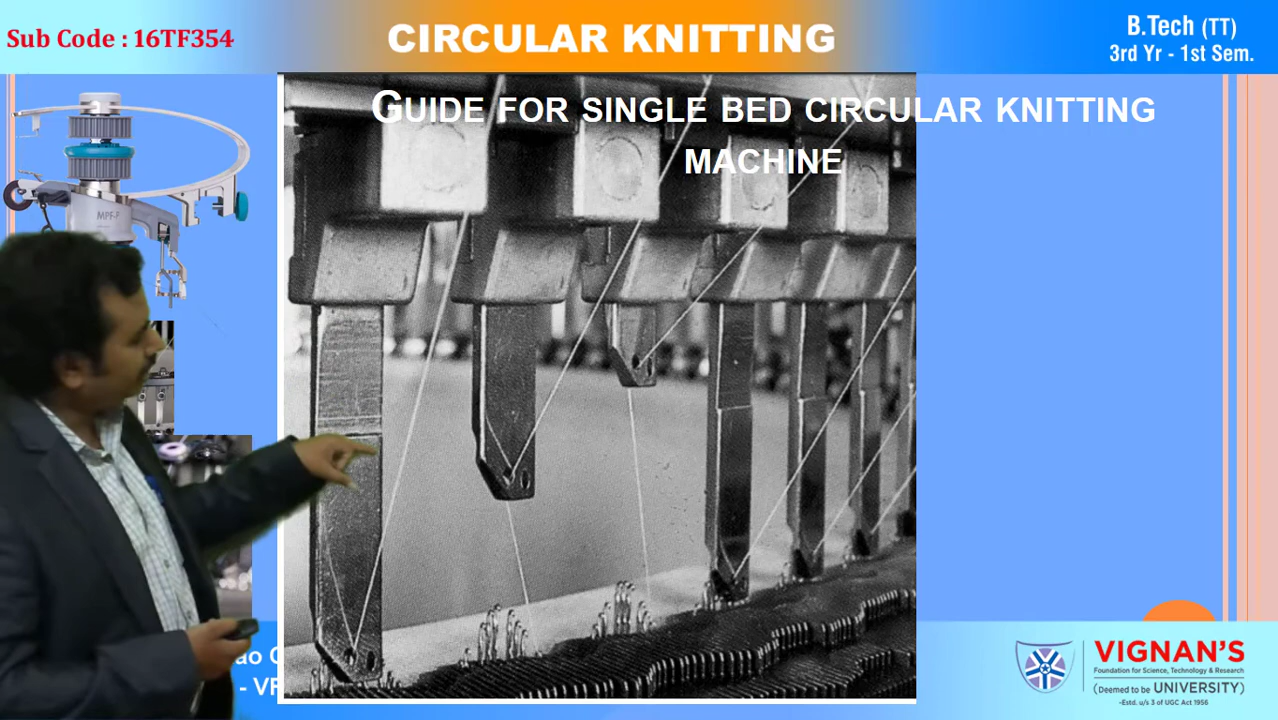 Sub Code : 16TF354
CIRCULAR KNITTING
B.Tech (TT)
3rd Yr - 1st Sem.
GUIDE FOR SINGLE BED CIRCULAR KNITTING
MACHINE
MPF-P
- VF
VIGNAN'S
Foundation for Science, Technology & Research
(Deemed to be UNIVERSITY)
-Estd. u/s 3 of UGC Act 1956